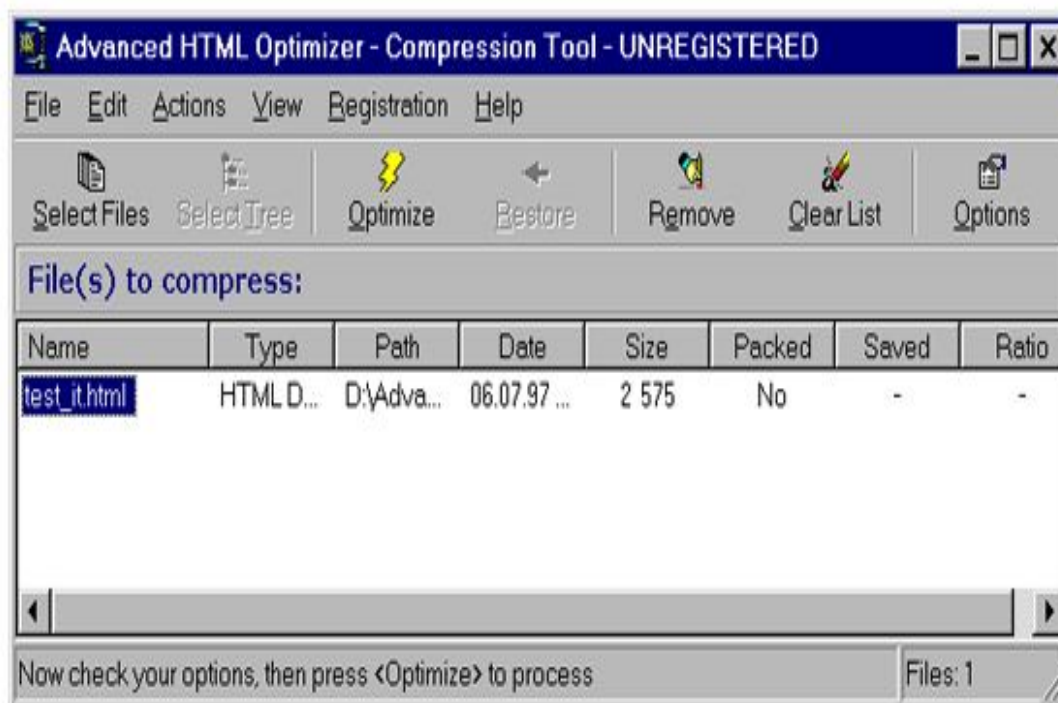 Advanced HTML Optimizer - Compression Tool - UNREGISTERED
File Edit Actions View Registration Help
Select Files Select Tree Optimize Restore Remove Clear List Options
File(s) to compress:
Name Type Path Date Size Packed Saved Ratio
test_it.html HTML D... D:\Adva... 06.07.97 ... 2 575 No - -
Now check your options, then press <Optimize> to process Files: 1